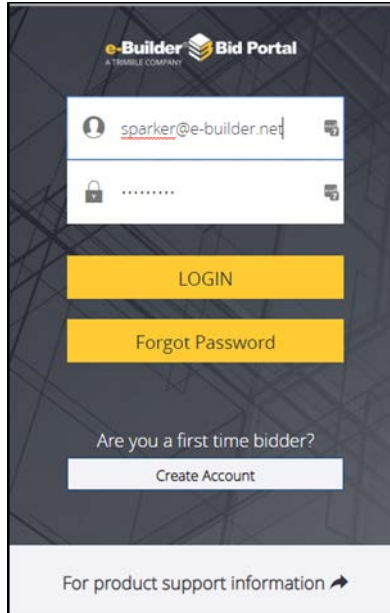 e-Builder Bid Portal
A TRIMBLE COMPANY
sparker@e-builder.net
·········
LOGIN
Forgot Password
Are you a first time bidder?
Create Account
For product support information